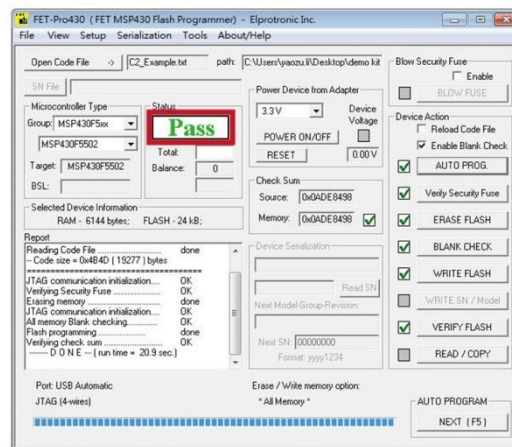 FET-Pro430 ( FET MSP430 Flash Programmer) - Elprotronic Inc.
File View Setup Serialization Tools About/Help
Open Code File -> C2_Example.txt path: C:\Users\yaozu.li\Desktop\demo kit
SN File
Microcontroller Type
Group: MSP430F5xx
MSP430F5502
Target: MSP430F5502
BSL:
Status
Pass
Total:
Balance: 0
Selected Device Information
RAM - 6144 bytes; FLASH - 24 kB;
Report
Reading Code File ........................ done
-- Code size = 0x4B4D ( 19277 ) bytes
========================================
JTAG communication initialization.... OK
Verifying Security Fuse ................ OK
Erasing memory ........................... done
JTAG communication initialization.... OK
All memory Blank checking............ OK
Flash programming ..................... done
Verifying check sum ..................... OK
-------- D O N E --- ( run time = 20.9 sec.)
Power Device from Adapter
3.3 V
Device Voltage
POWER ON/OFF
RESET 0.00 V
Check Sum
Source: 0x0ADE8498
Memory: 0x0ADE8498
Device Serialization
Read SN
Next Model-Group-Revision:
Next SN: 00000000
Format: yyyy1234
Blow Security Fuse
Enable
BLOW FUSE
Device Action
Reload Code File
Enable Blank Check
AUTO PROG.
Verify Security Fuse
ERASE FLASH
BLANK CHECK
WRITE FLASH
WRITE SN / Model
VERIFY FLASH
READ / COPY
Port: USB Automatic
JTAG (4-wires)
Erase / Write memory option:
" All Memory "
AUTO PROGRAM
NEXT ( F5 )